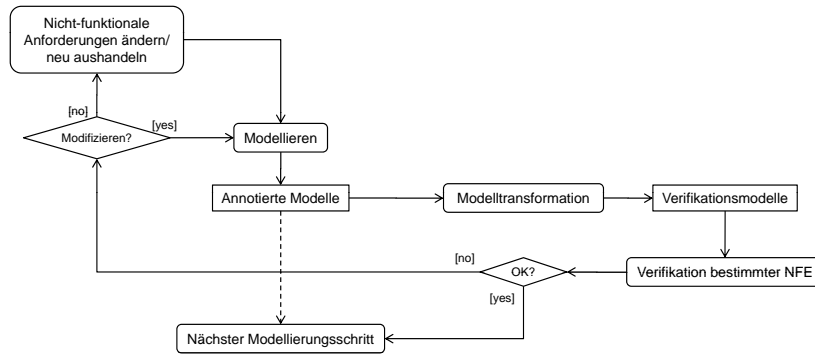 Nicht-funktionale
Anforderungen ändern/
neu aushandeln
[no]
[yes]
Modifizieren?
Modellieren
Annotierte Modelle
Modelltransformation
Verifikationsmodelle
[no]
OK?
Verifikation bestimmter NFE
[yes]
Nächster Modellierungsschritt